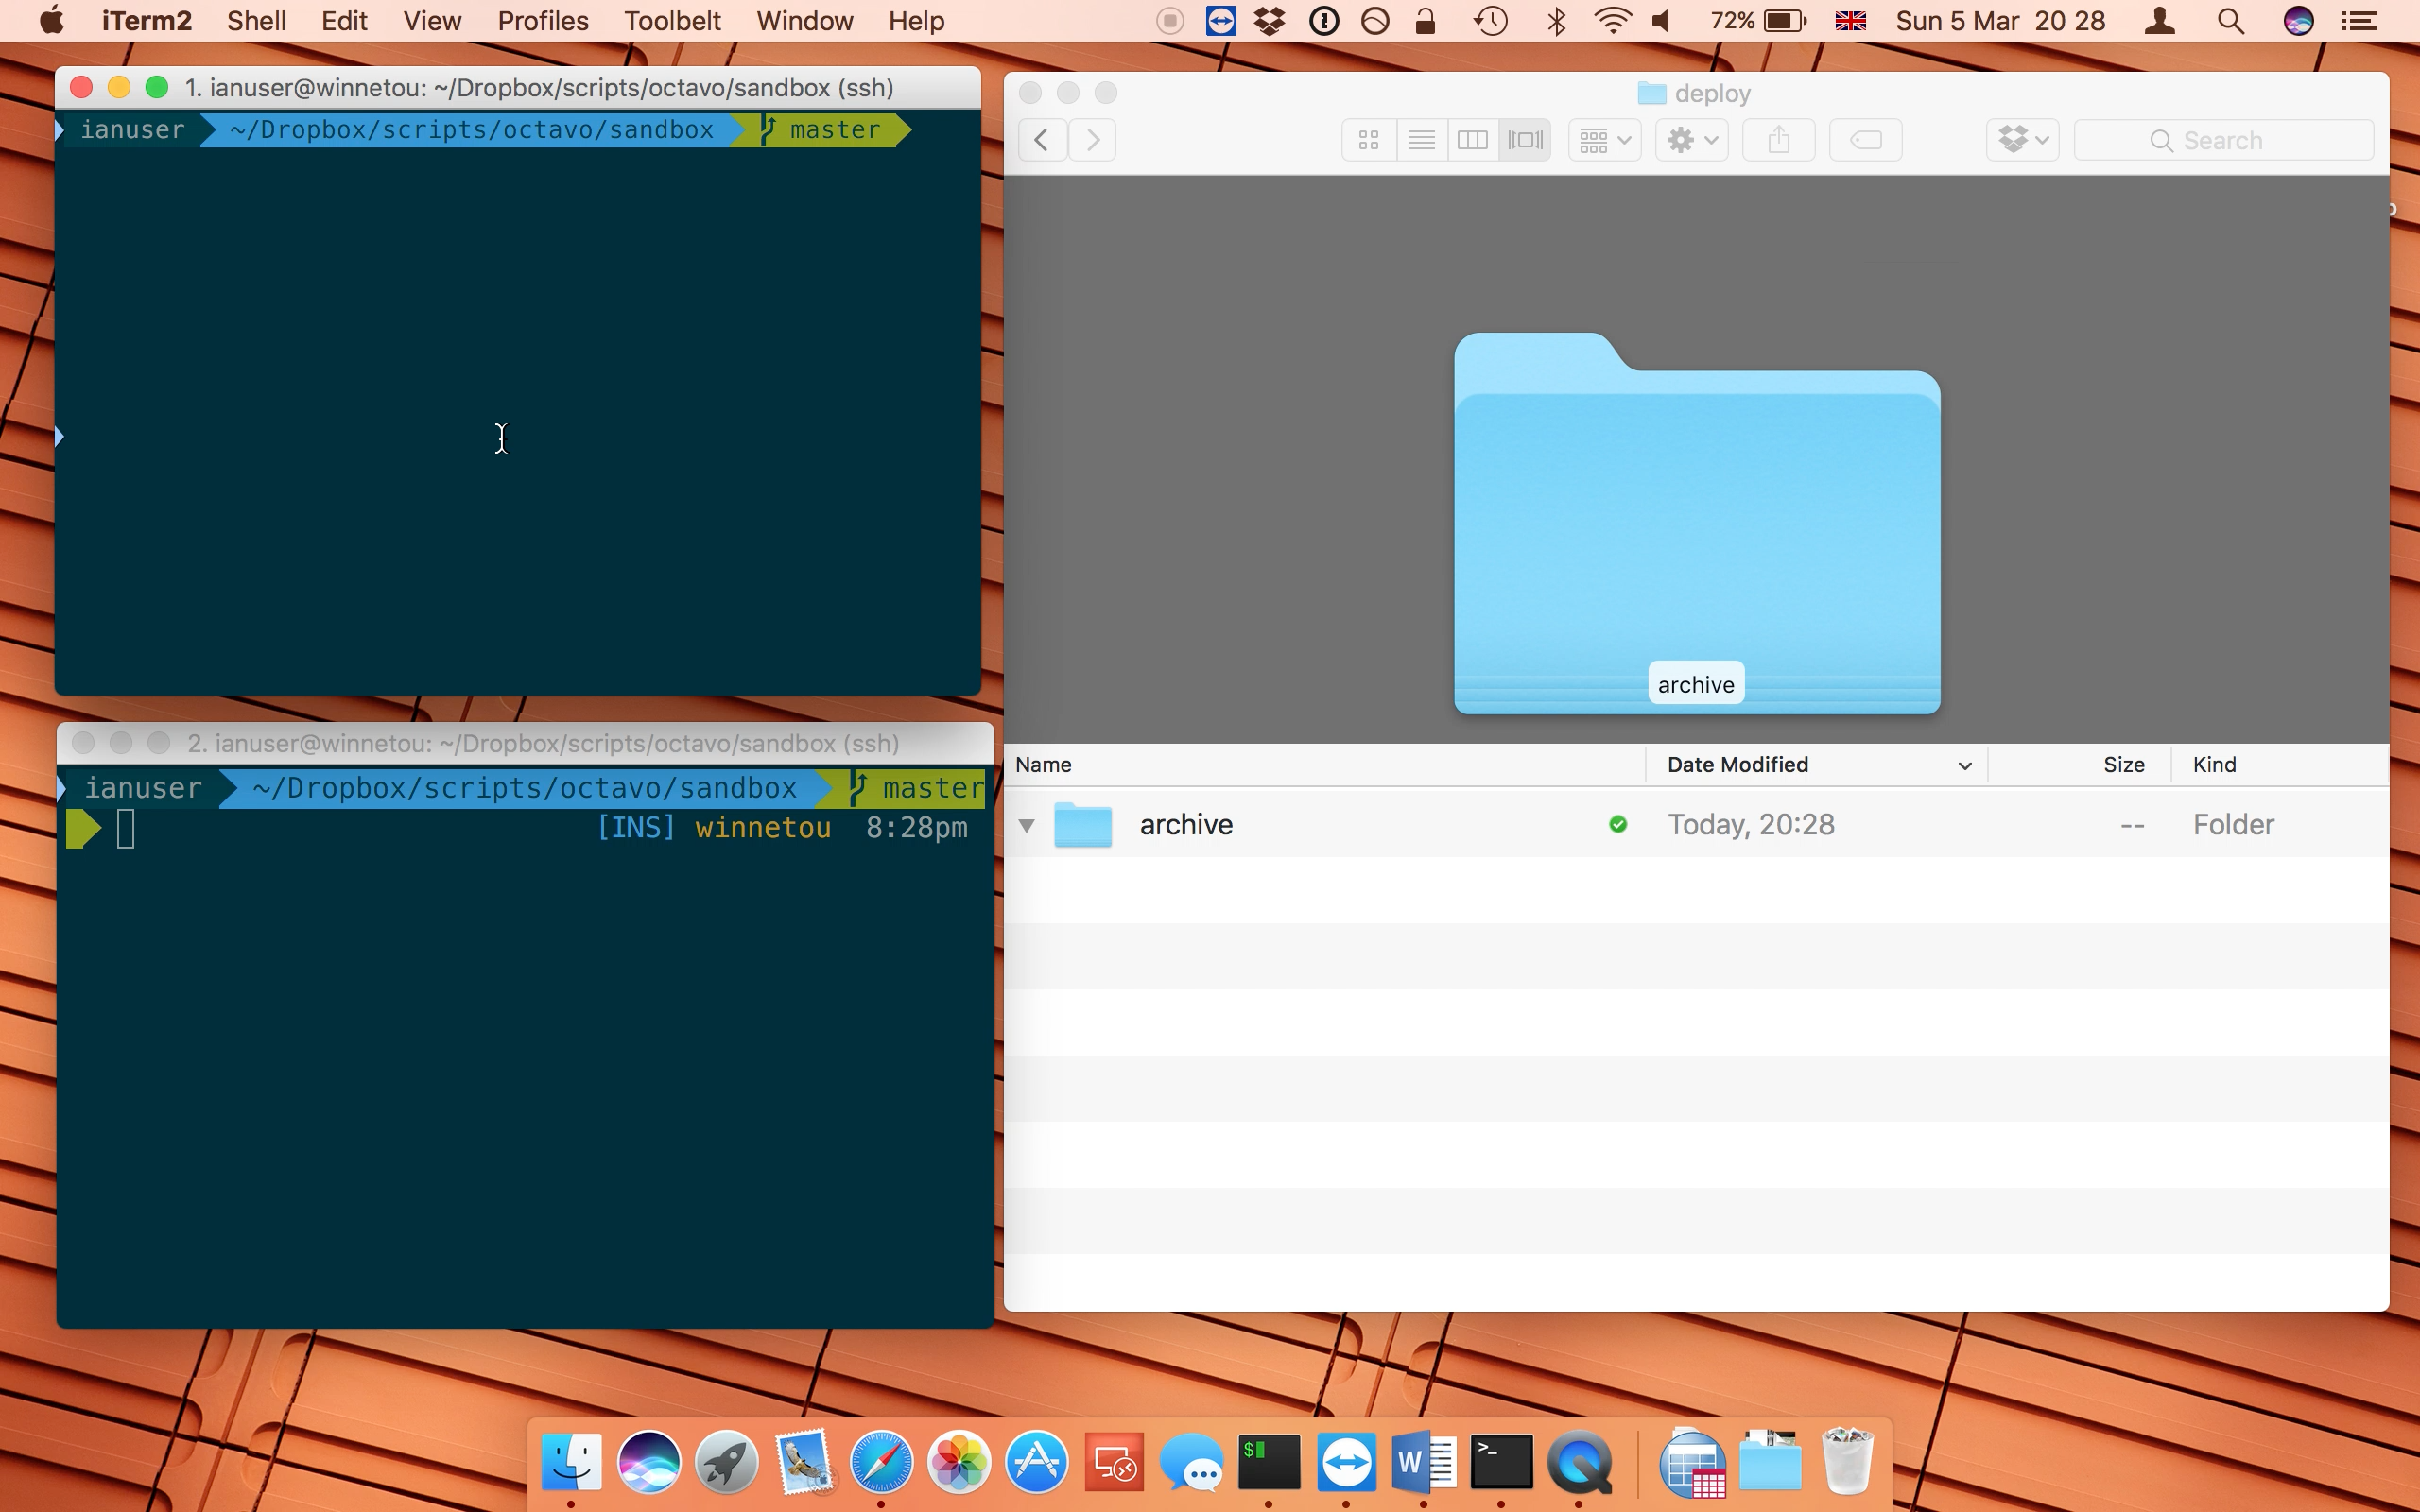 iTerm2 Shell Edit View Profiles Toolbelt Window Help 72% Sun 5 Mar 20 28
1. ianuser@winnetou: ~/Dropbox/scripts/octavo/sandbox (ssh)
ianuser ~/Dropbox/scripts/octavo/sandbox master
deploy
Search
archive
2. ianuser@winnetou: ~/Dropbox/scripts/octavo/sandbox (ssh)
ianuser ~/Dropbox/scripts/octavo/sandbox master
[INS] winnetou 8:28pm
Name Date Modified Size Kind
archive Today, 20:28 -- Folder
$ W >_